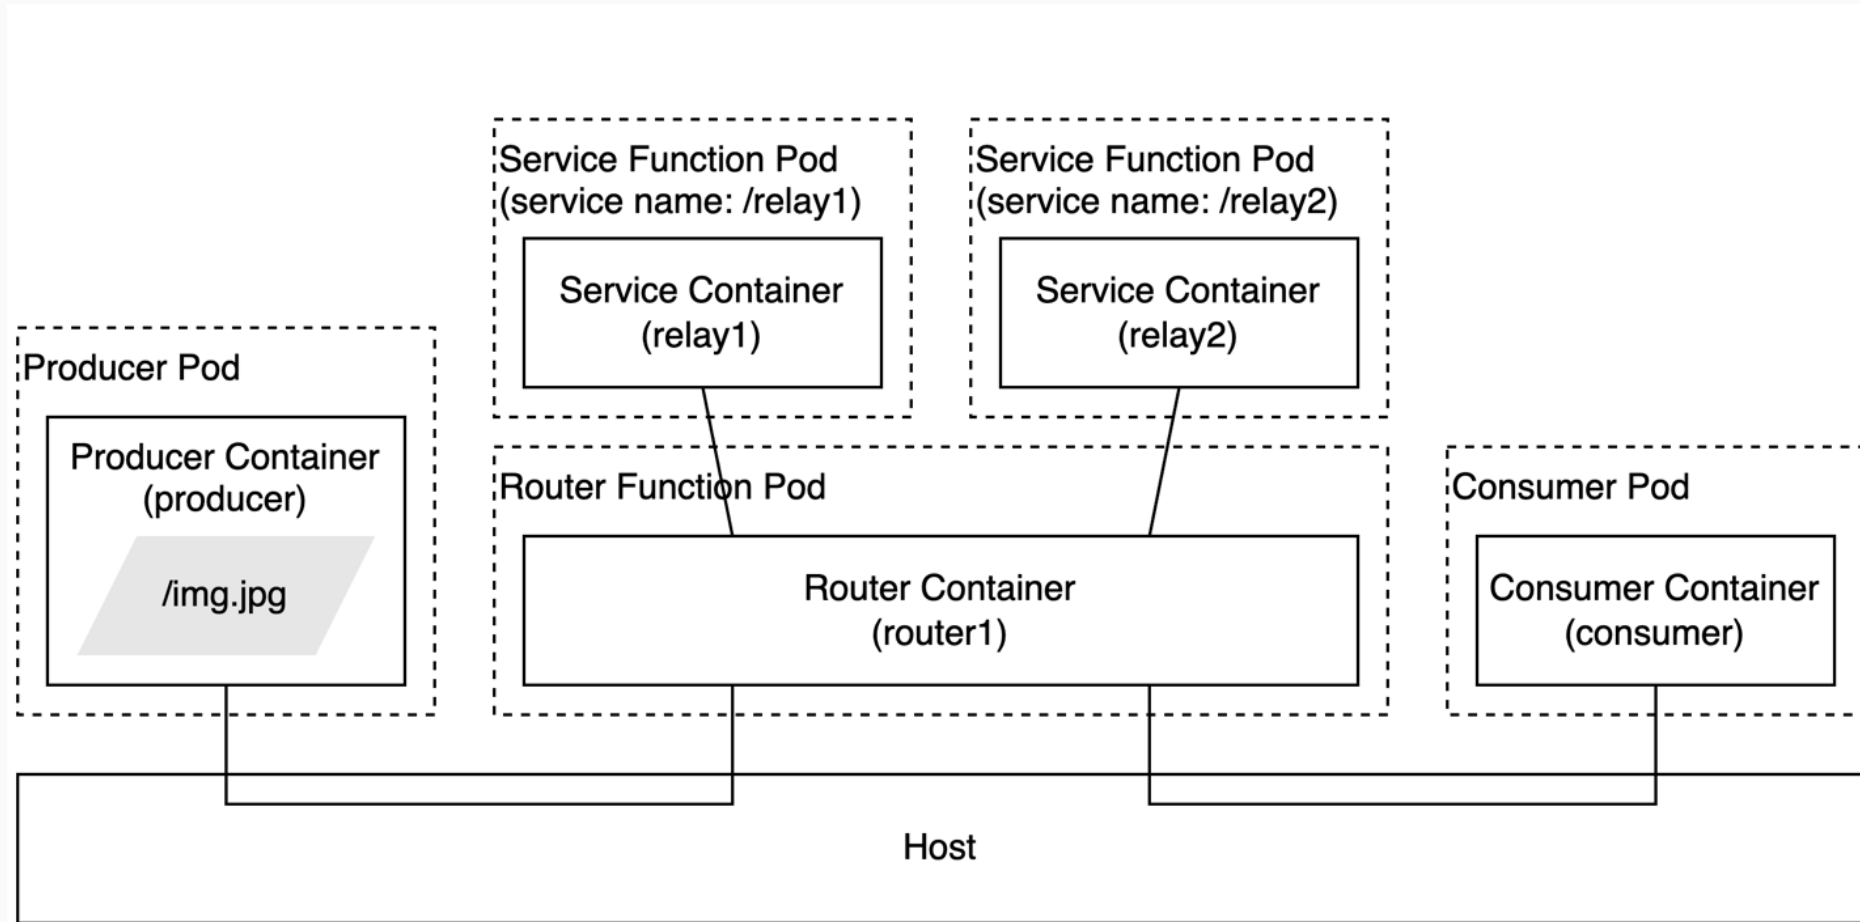 Service Function Pod
(service name: /relay1)
Service Container
(relay1)
Service Function Pod
(service name: /relay2)
Service Container
(relay2)
Producer Pod
Producer Container
(producer)
/img.jpg
Router Function Pod
Router Container
(router1)
Consumer Pod
Consumer Container
(consumer)
Host